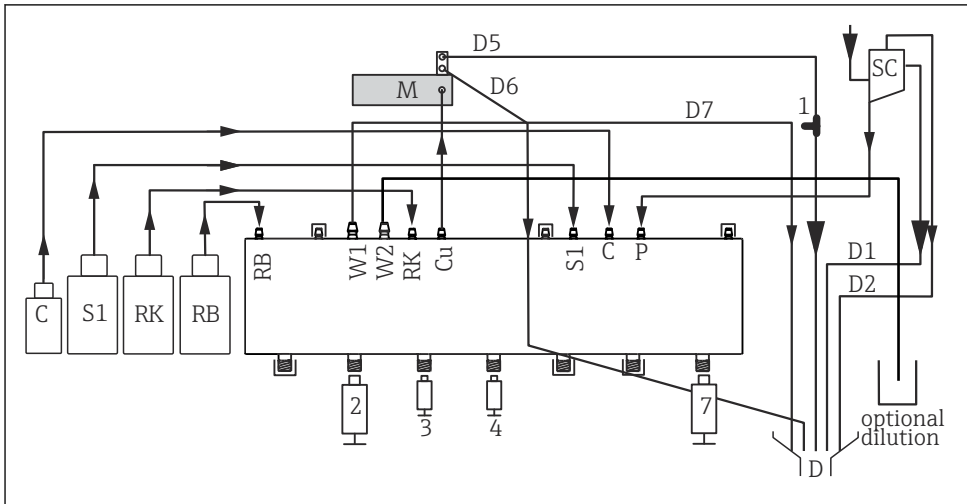 D5
SC
M
D6
1
D7
RB
W1
W2
RK
Cu
S1
C
P
D1
D2
C
S1
RK
RB
2
3
4
7
optional
dilution
D